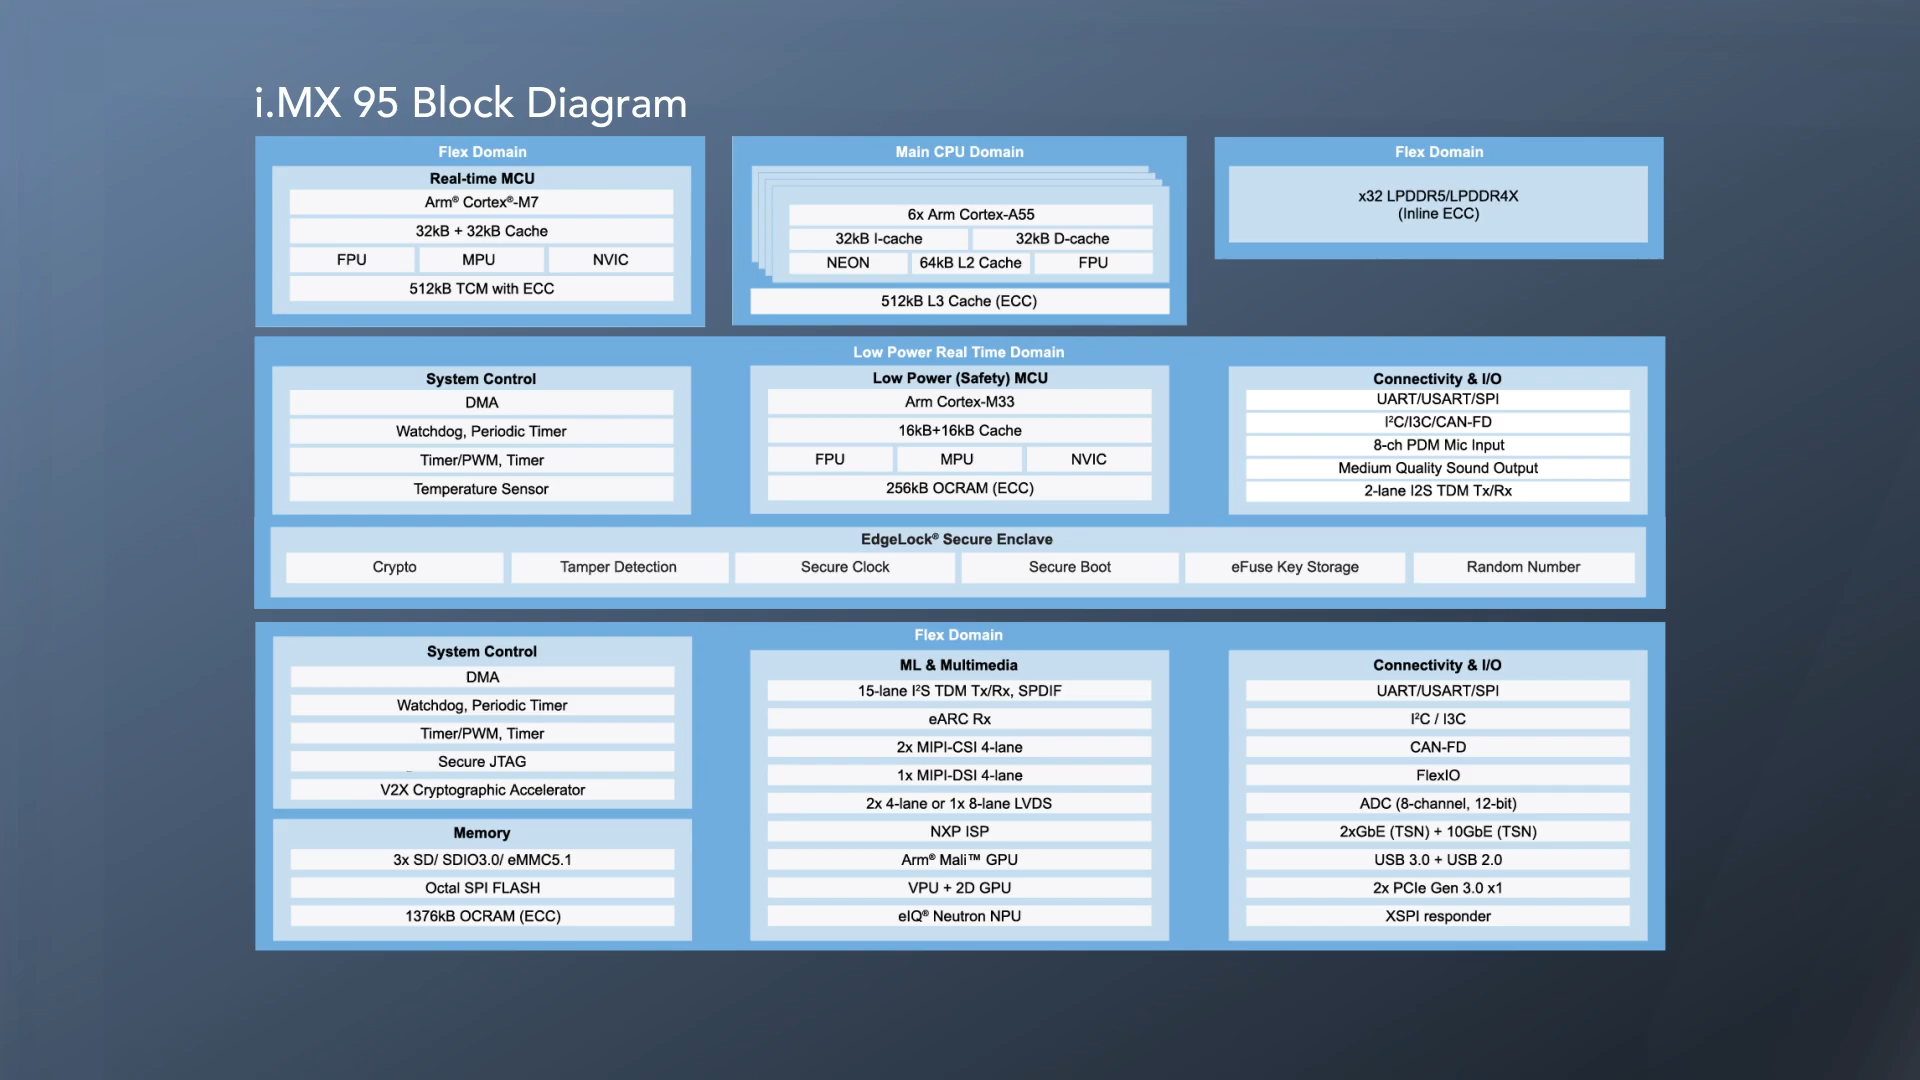 i.MX 95 Block Diagram
Flex Domain
Real-time MCU
Arm® Cortex®-M7
32kB + 32kB Cache
FPU
MPU
NVIC
512kB TCM with ECC
Main CPU Domain
6x Arm Cortex-A55
32kB I-cache
32kB D-cache
NEON
64kB L2 Cache
FPU
512kB L3 Cache (ECC)
Flex Domain
x32 LPDDR5/LPDDR4X
(Inline ECC)
Low Power Real Time Domain
System Control
DMA
Watchdog, Periodic Timer
Timer/PWM, Timer
Temperature Sensor
Low Power (Safety) MCU
Arm Cortex-M33
16kB+16kB Cache
FPU
MPU
NVIC
256kB OCRAM (ECC)
Connectivity & I/O
UART/USART/SPI
I²C/I3C/CAN-FD
8-ch PDM Mic Input
Medium Quality Sound Output
2-lane I2S TDM Tx/Rx
EdgeLock® Secure Enclave
Crypto
Tamper Detection
Secure Clock
Secure Boot
eFuse Key Storage
Random Number
Flex Domain
System Control
DMA
Watchdog, Periodic Timer
Timer/PWM, Timer
Secure JTAG
V2X Cryptographic Accelerator
Memory
3x SD/ SDIO3.0/ eMMC5.1
Octal SPI FLASH
1376kB OCRAM (ECC)
ML & Multimedia
15-lane I²S TDM Tx/Rx, SPDIF
eARC Rx
2x MIPI-CSI 4-lane
1x MIPI-DSI 4-lane
2x 4-lane or 1x 8-lane LVDS
NXP ISP
Arm® Mali™ GPU
VPU + 2D GPU
eIQ® Neutron NPU
Connectivity & I/O
UART/USART/SPI
I²C / I3C
CAN-FD
FlexIO
ADC (8-channel, 12-bit)
2xGbE (TSN) + 10GbE (TSN)
USB 3.0 + USB 2.0
2x PCIe Gen 3.0 x1
XSPI responder